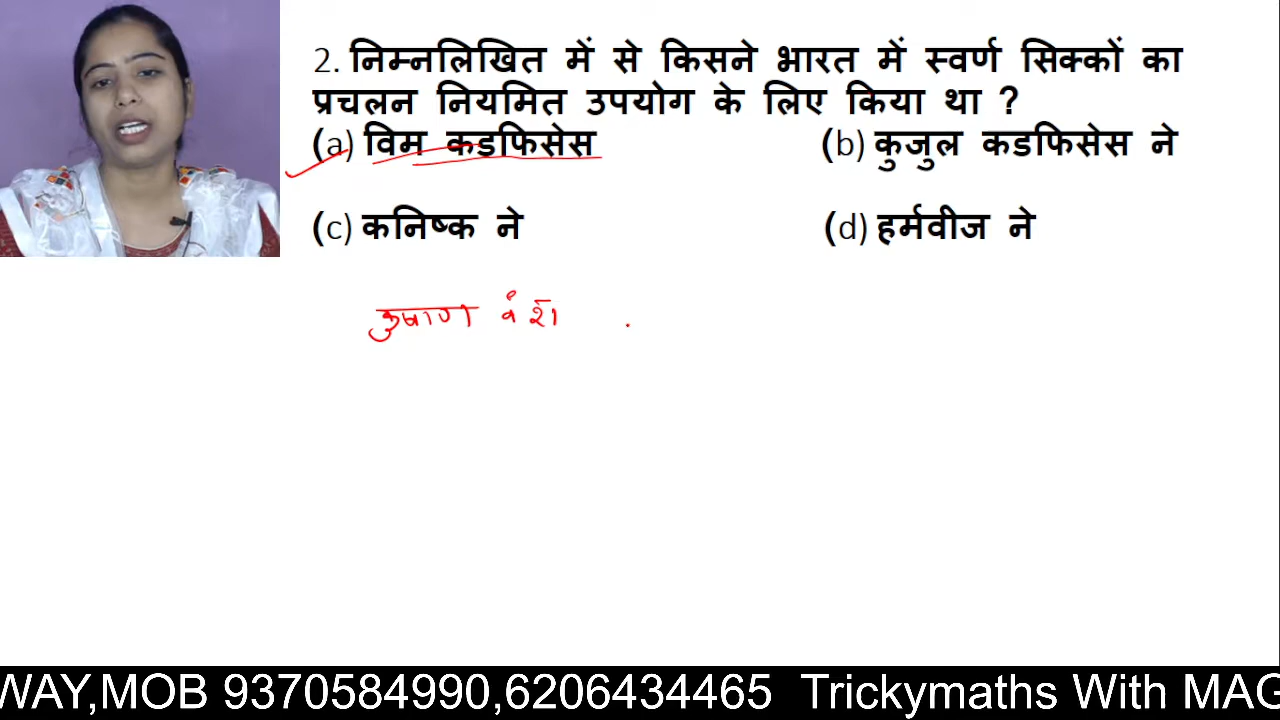 2. निम्नलिखित में से किसने भारत में स्वर्ण सिक्कों का
प्रचलन नियमित उपयोग के लिए किया था ?
(a) विम कडफिसेस (b) कुजुल कडफिसेस ने
(c) कनिष्क ने (d) हर्मवीज ने
कुषाण वंश
WAY,MOB 9370584990,6206434465 Trickymaths With MAG